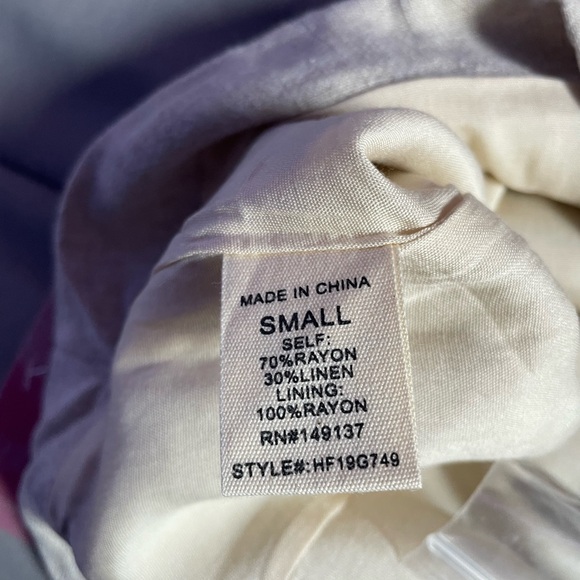 MADE IN CHINA
SMALL
SELF:
70%RAYON
30%LINEN
LINING:
100%RAYON
RN#149137
STYLE#:HF19G749